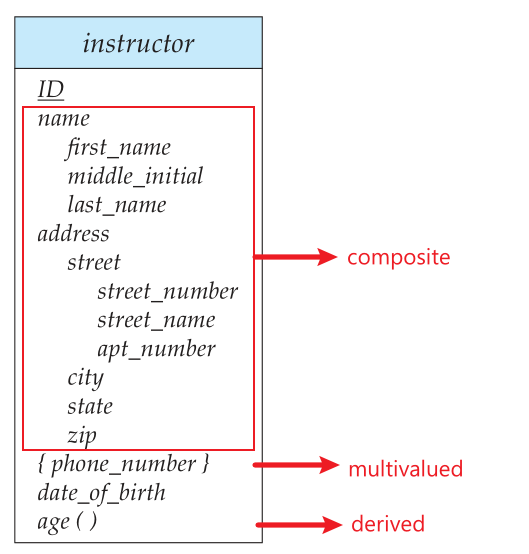 instructor
ID
name
first_name
middle_initial
last_name
address
street
composite
street_number
street_name
apt_number
city
state
zip
{ phone_number }
multivalued
date_of_birth
age ( )
derived